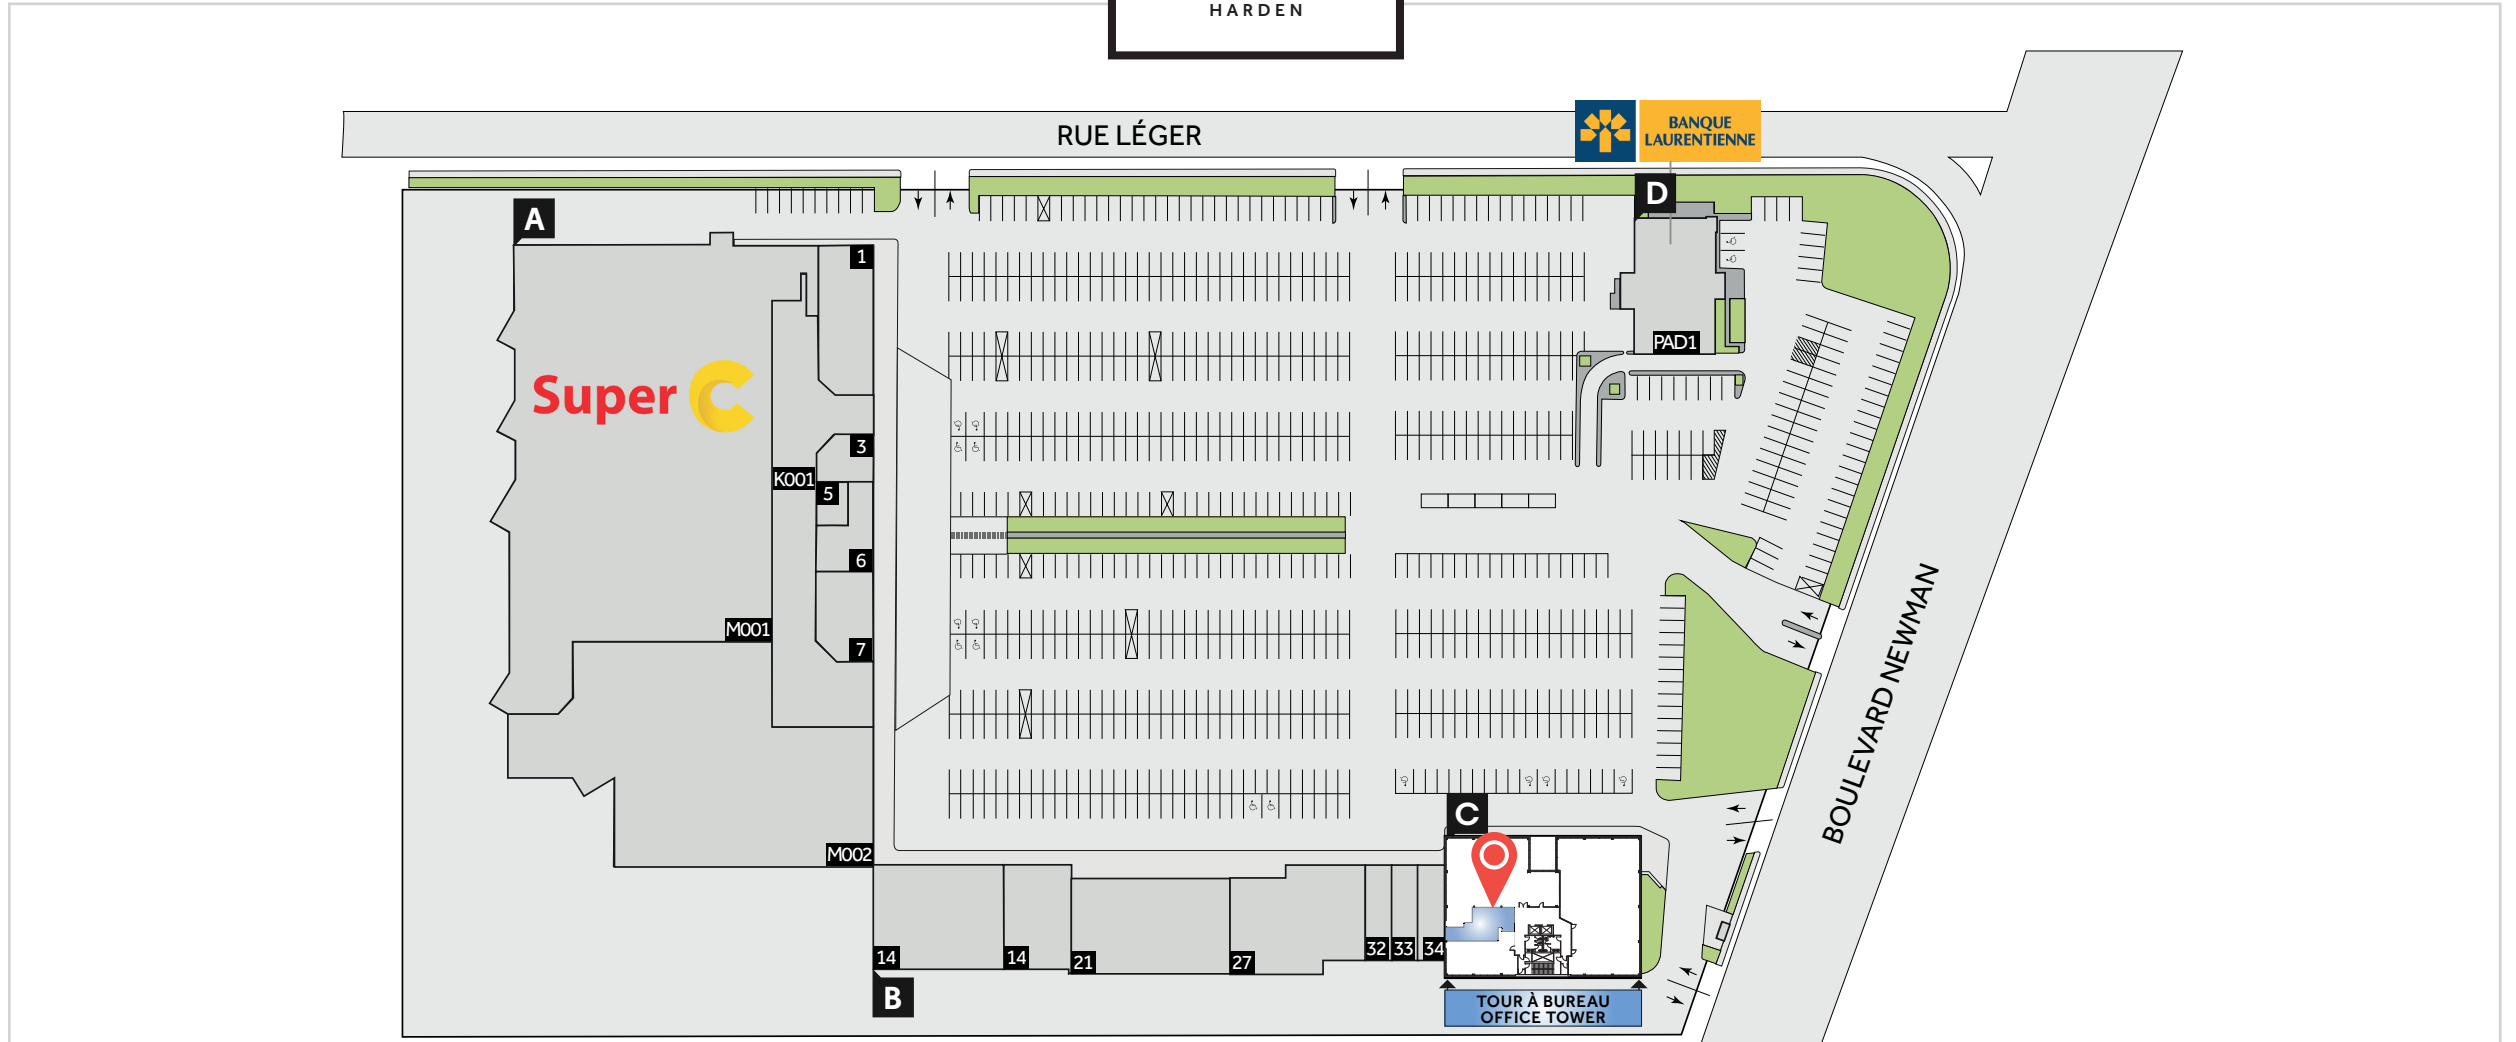 HARDEN
RUE LÉGER
BANQUE
LAURENTIENNE
A
D
1
PAD1
Super C
3
K001
5
6
M001
7
BOULEVARD NEWMAN
C
M002
14
14
21
27
32
33
34
B
TOUR À BUREAU
OFFICE TOWER